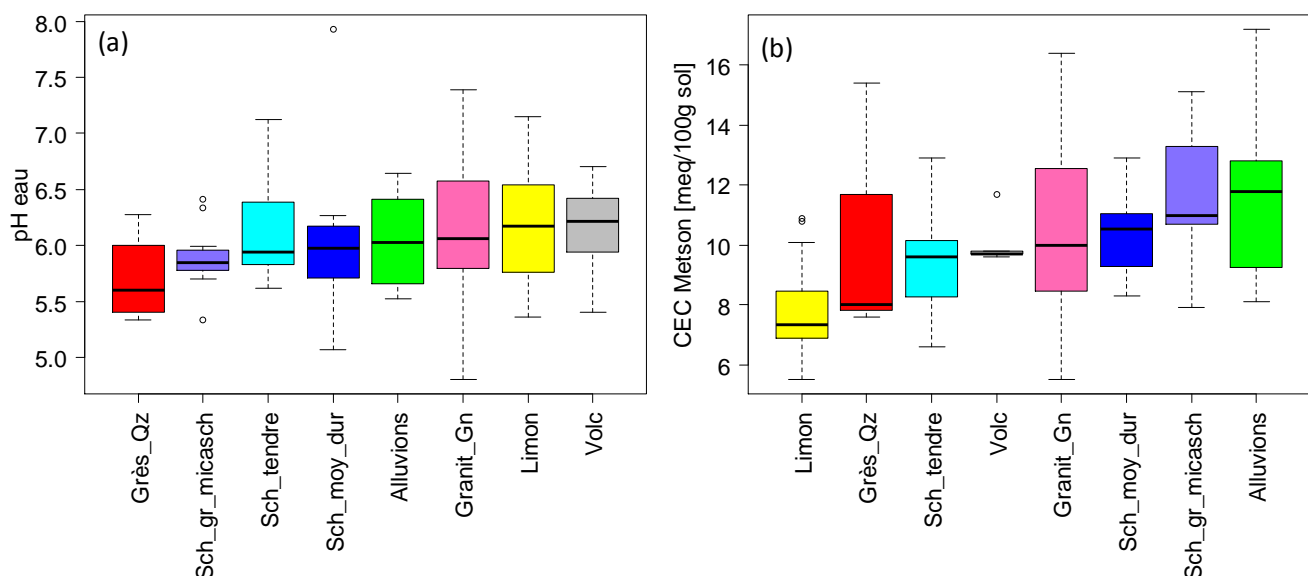 (a)
pH eau
8.0
7.5
7.0
6.5
6.0
5.5
5.0
Grès_Qz
Sch_gr_micasch
Sch_tendre
Sch_moy_dur
Alluvions
Granit_Gn
Limon
Volc
(b)
CEC Metson [meq/100g sol]
16
14
12
10
8
6
Limon
Grès_Qz
Sch_tendre
Volc
Granit_Gn
Sch_moy_dur
Sch_gr_micasch
Alluvions